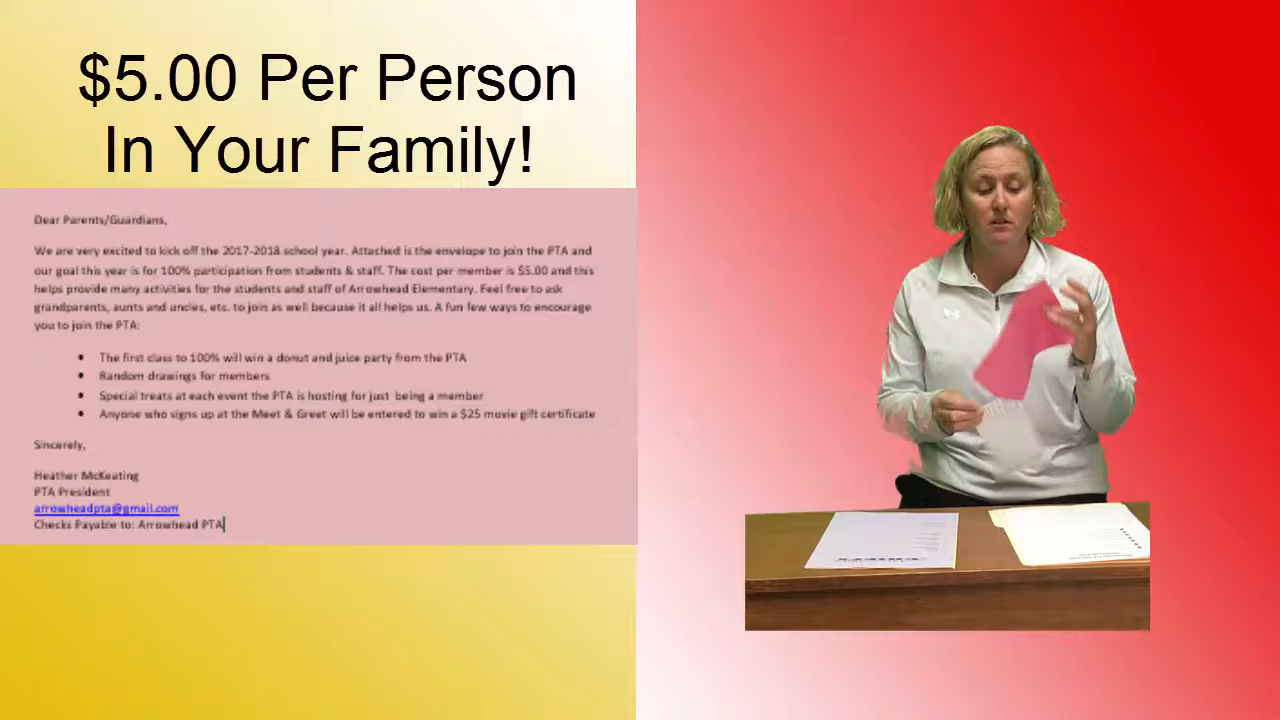 $5.00 Per Person
In Your Family!
Dear Parents/Guardians,
We are very excited to kick off the 2017-2018 school year. Attached is the envelope to join the PTA and
our goal this year is for 100% participation from students & staff. The cost per member is $5.00 and this
helps provide many activities for the students and staff of Arrowhead Elementary. Feel free to ask
grandparents, aunts and uncles, etc. to join as well because it all helps us. A fun few ways to encourage
you to join the PTA:
• The first class to 100% will win a donut and juice party from the PTA
• Random drawings for members
• Special treats at each event the PTA is hosting for just being a member
• Anyone who signs up at the Meet & Greet will be entered to win a $25 movie gift certificate
Sincerely,
Heather McKeating
PTA President
arrowheadpta@gmail.com
Checks Payable to: Arrowhead PTA